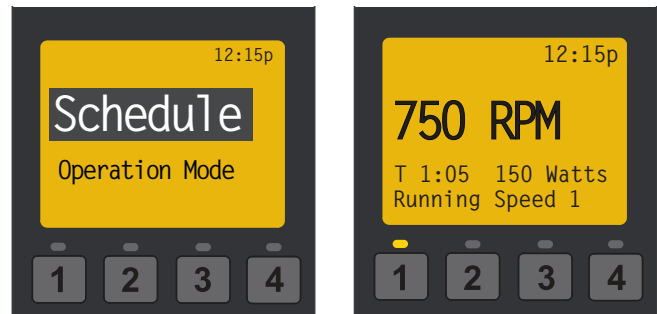 12:15p
Schedule
Operation Mode
1 2 3 4
12:15p
750 RPM
T 1:05 150 Watts
Running Speed 1
1 2 3 4